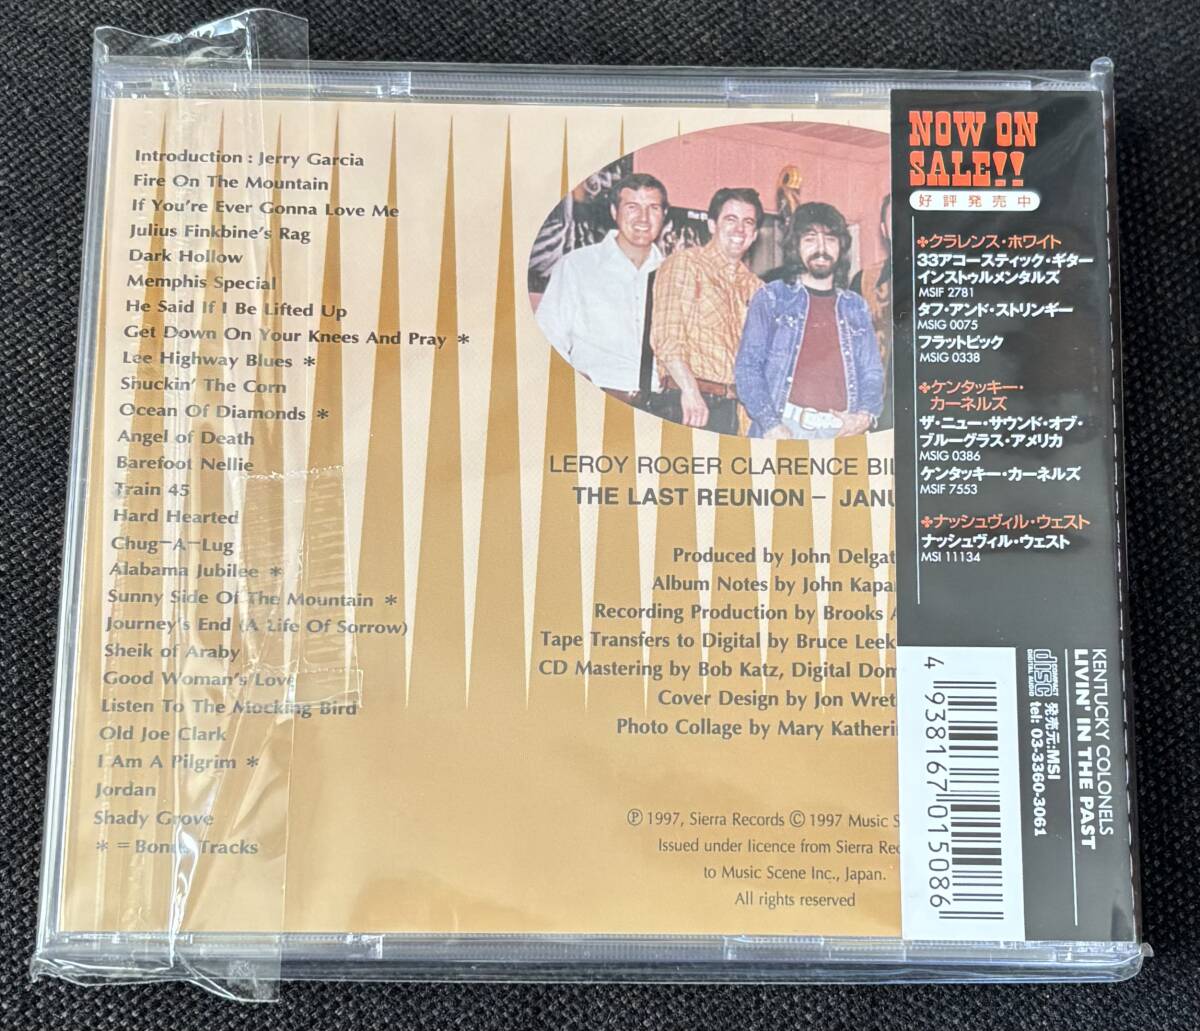 Introduction : Jerry Garcia
Fire On The Mountain
If You're Ever Gonna Love Me
Julius Finkbine's Rag
Dark Hollow
Memphis Special
He Said If I Be Lifted Up
Get Down On Your Knees And Pray *
Lee Highway Blues *
Shuckin' The Corn
Ocean Of Diamonds *
Angel of Death
Barefoot Nellie
Train 45
Hard Hearted
Chug-A-Lug
Alabama Jubilee *
Sunny Side Of The Mountain *
Journey's End (A Life Of Sorrow)
Sheik of Araby
Good Woman's Love
Listen To The Mocking Bird
Old Joe Clark
I Am A Pilgrim *
Jordan
Shady Grove
* = Bonus Tracks
LEROY ROGER CLARENCE BIL
THE LAST REUNION – JANU
Produced by John Delgat
Album Notes by John Kapa
Recording Production by Brooks
Tape Transfers to Digital by Bruce Leek
CD Mastering by Bob Katz, Digital Dom
Cover Design by Jon Wret
Photo Collage by Mary Katheri
Ⓟ 1997, Sierra Records Ⓒ 1997 Music S
Issued under licence from Sierra Rec
to Music Scene Inc., Japan.
All rights reserved
NOW ON
SALE!!
好評発売中
✤クラレンス・ホワイト
33アコースティック・ギター
インストゥルメンタルズ
MSIF 2781
タフ・アンド・ストリンギー
MSIG 0075
フラットピック
MSIG 0338
✤ケンタッキー・
カーネルズ
ザ・ニュー・サウンド・オブ・
ブルーグラス・アメリカ
MSIG 0386
ケンタッキー・カーネルズ
MSIF 7553
✤ナッシュヴィル・ウェスト
ナッシュヴィル・ウェスト
MSI 11134
KENTUCKY COLONELS
LIVIN' IN THE PAST
COMPACT
disc
DIGITAL AUDIO
発売元:MSI
tel: 03-3360-3061
4 938167 015086